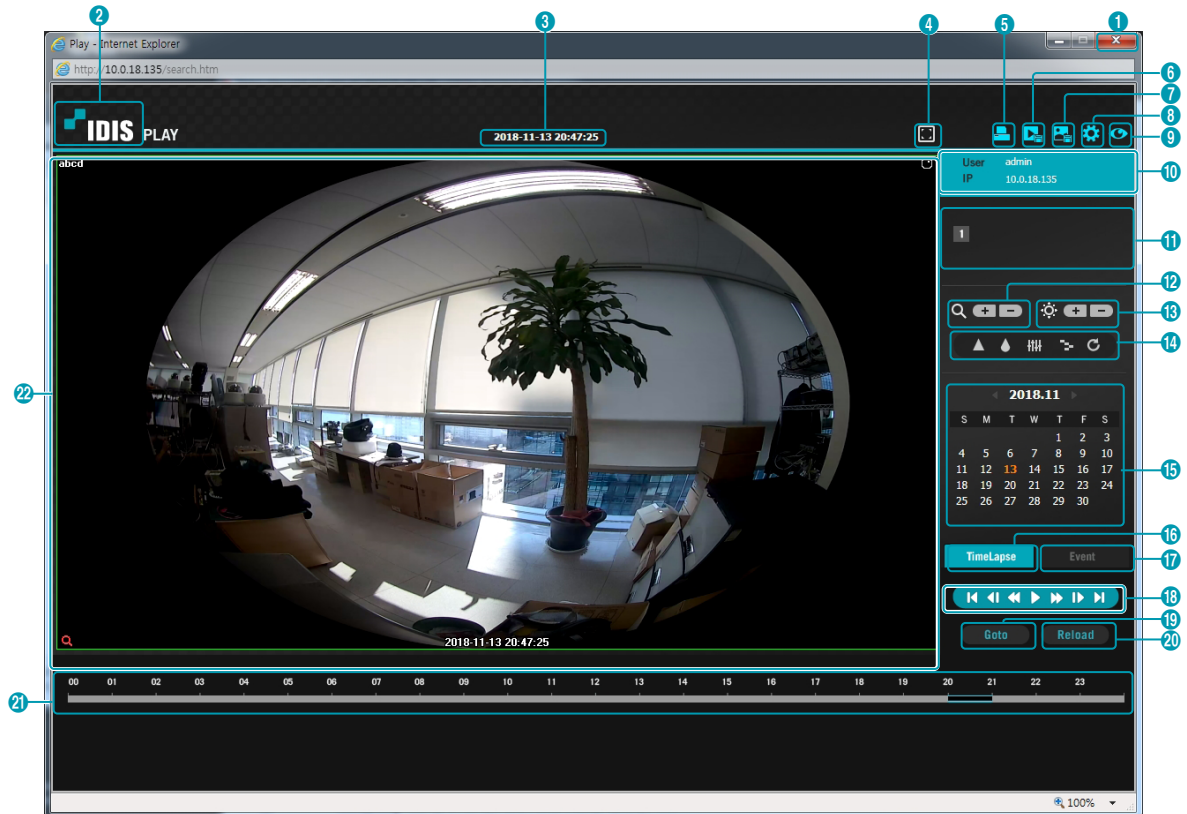 2
3
4
5
1
Play - Internet Explorer
http://10.0.18.135/search.htm
6
7
8
IDIS PLAY
2018-11-13 20:47:25
9
abcd
User admin
IP 10.0.18.135
10
1
11
12
13
14
22
2018.11
S M T W T F S
1 2 3
4 5 6 7 8 9 10
11 12 13 14 15 16 17
15
18 19 20 21 22 23 24
25 26 27 28 29 30
16
TimeLapse Event
17
18
19
Goto Reload
20
2018-11-13 20:47:25
00 01 02 03 04 05 06 07 08 09 10 11 12 13 14 15 16 17 18 19 20 21 22 23
21
100%